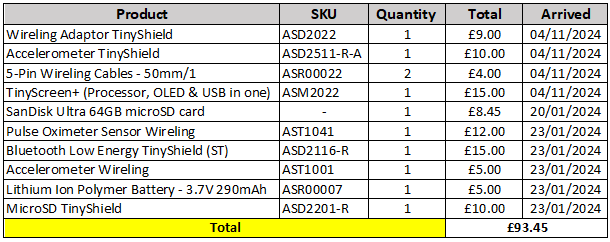 Product SKU Quantity Total Arrived
Wireling Adaptor TinyShield ASD2022 1 £9.00 04/11/2024
Accelerometer TinyShield ASD2511-R-A 1 £10.00 04/11/2024
5-Pin Wireling Cables - 50mm/1 ASR00022 2 £4.00 04/11/2024
TinyScreen+ (Processor, OLED & USB in one) ASM2022 1 £15.00 04/11/2024
SanDisk Ultra 64GB microSD card - 1 £8.45 20/01/2024
Pulse Oximeter Sensor Wireling AST1041 1 £12.00 23/01/2024
Bluetooth Low Energy TinyShield (ST) ASD2116-R 1 £15.00 23/01/2024
Accelerometer Wireling AST1001 1 £5.00 23/01/2024
Lithium Ion Polymer Battery - 3.7V 290mAh ASR00007 1 £5.00 23/01/2024
MicroSD TinyShield ASD2201-R 1 £10.00 23/01/2024
Total £93.45